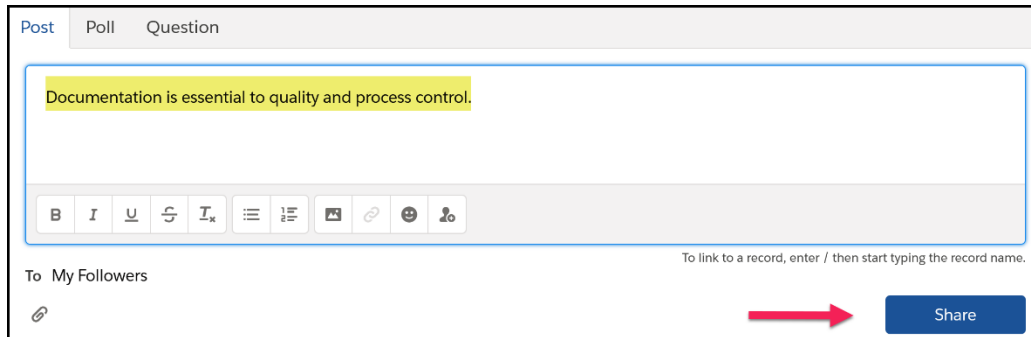 Post Poll Question
Documentation is essential to quality and process control.
B I U S Tx
To link to a record, enter / then start typing the record name.
To My Followers
Share